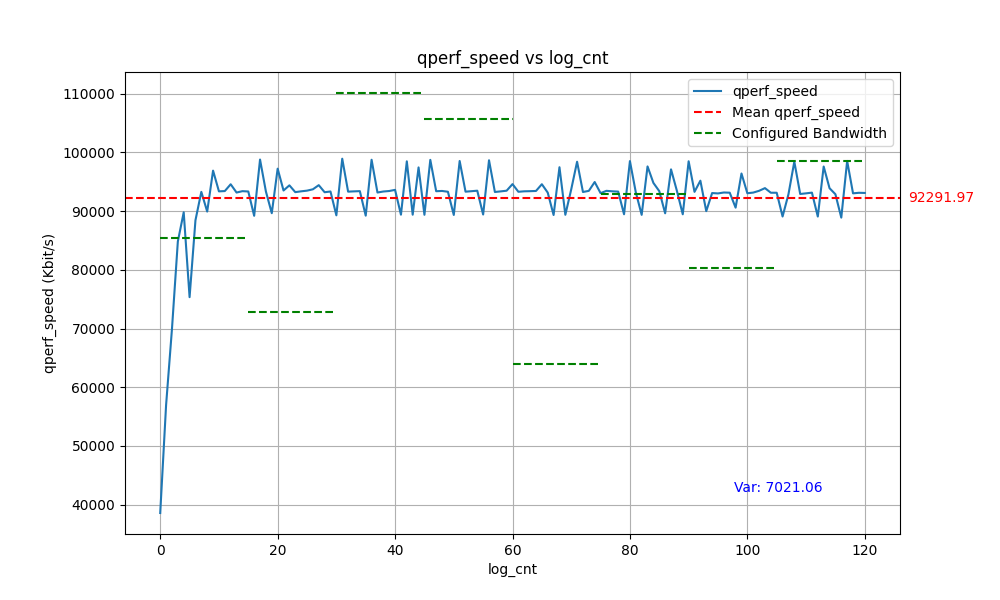 qperf_speed vs log_cnt
qperf_speed
Mean qperf_speed
Configured Bandwidth
110000
100000
90000
80000
70000
60000
50000
40000
qperf_speed (Kbit/s)
92291.97
Var: 7021.06
0 20 40 60 80 100 120
log_cnt